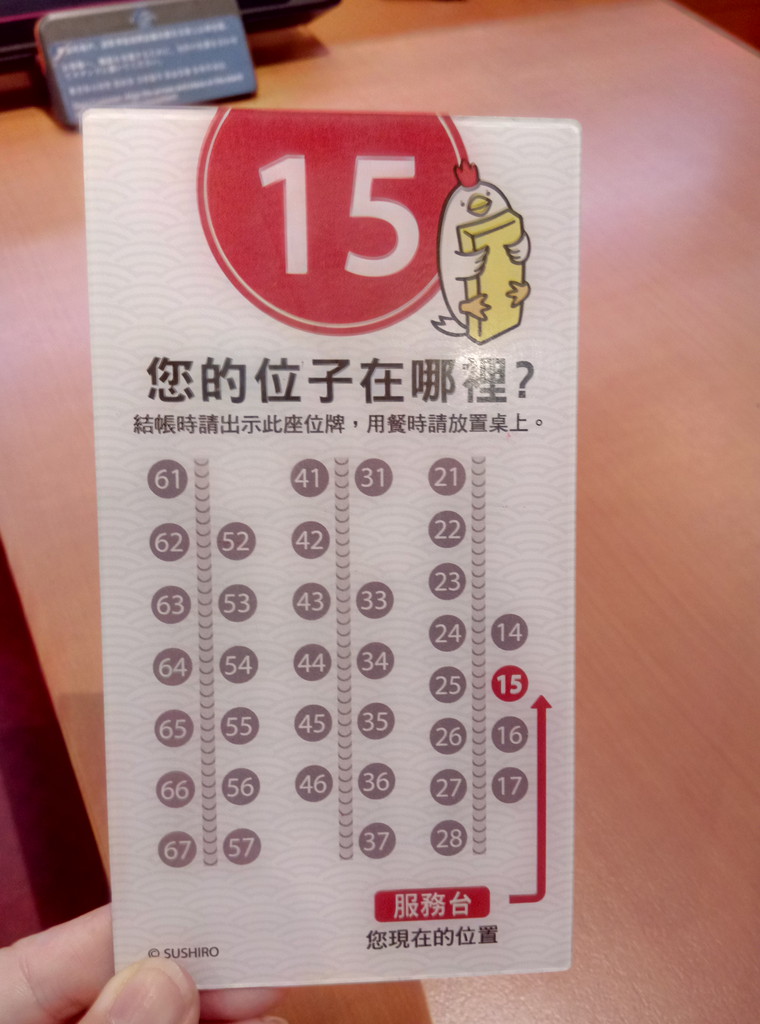 15
您的位子在哪裡?
結帳時請出示此座位牌，用餐時請放置桌上。
61 41 31 21
62 52 42 22
63 53 43 33 23
64 54 44 34 24 14
65 55 45 35 25 15
66 56 46 36 26 16
67 57 37 27 17
28
服務台
您現在的位置
© SUSHIRO